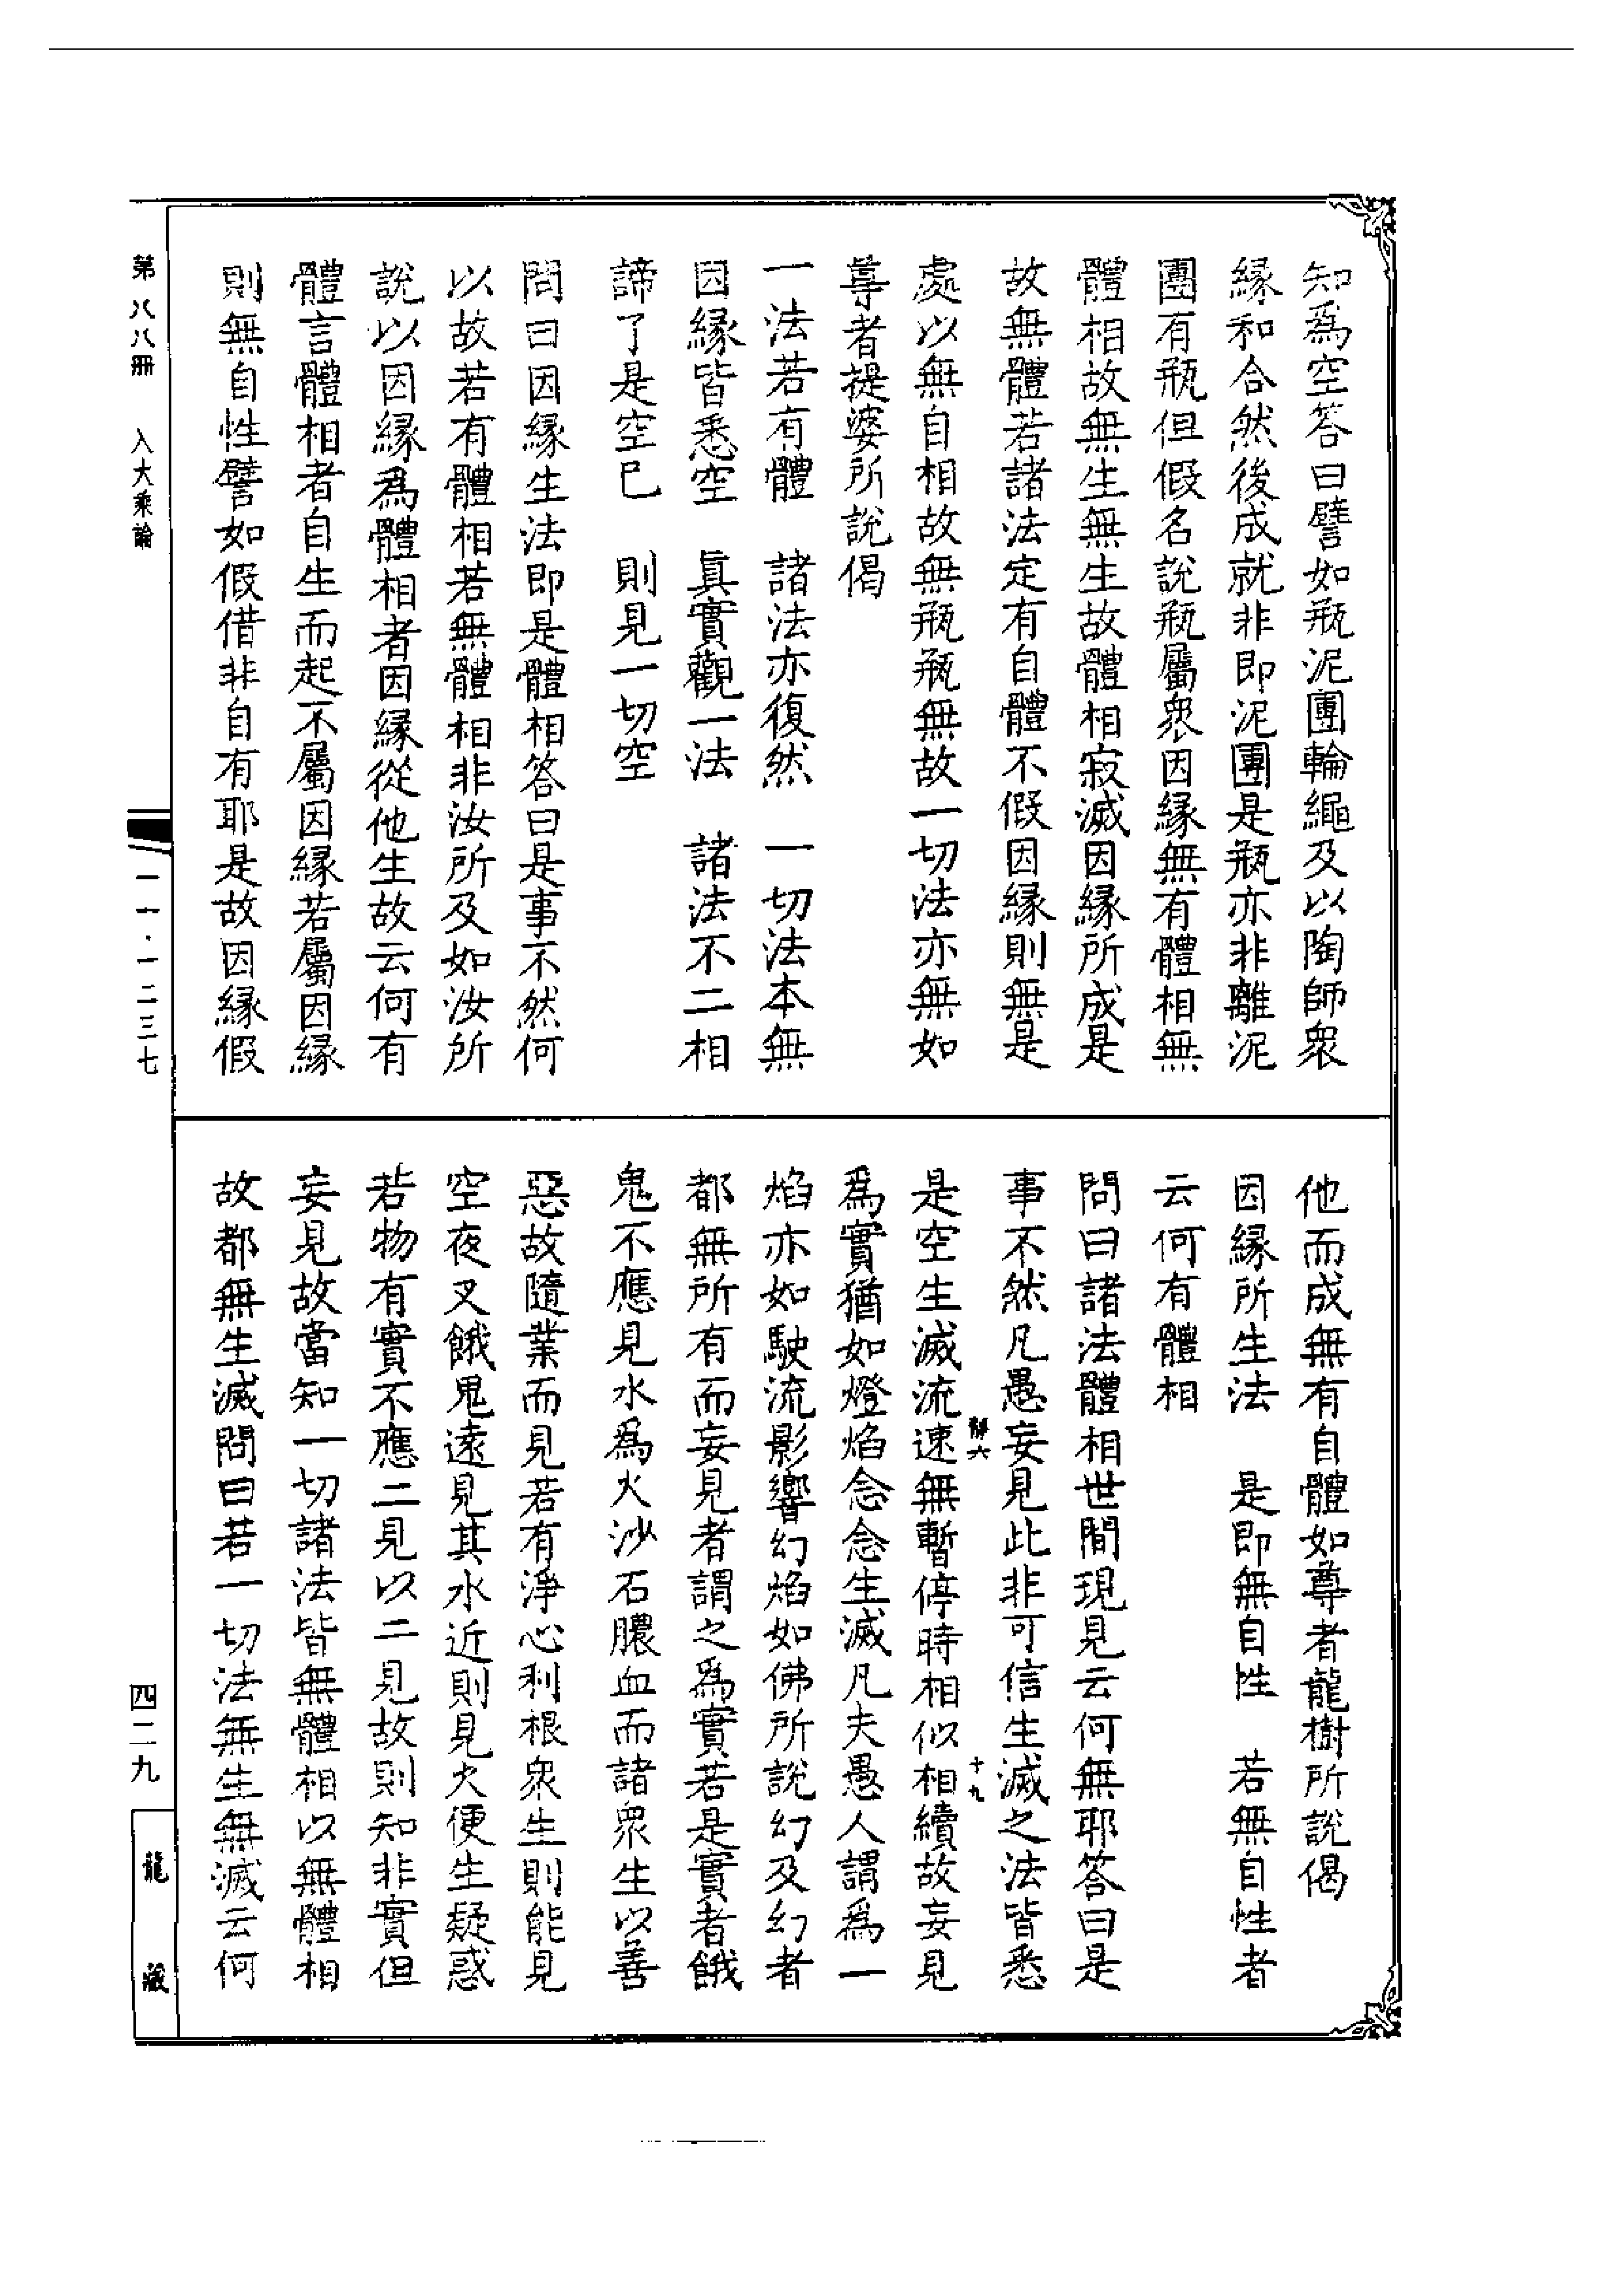 知爲空答曰譬如瓶泥團輪繩及以陶師衆
縁和合然後成就非即泥團是瓶亦非離泥
團有瓶但假名說瓶屬衆因縁無有體相無
體相故無生無生故體相寂滅因縁所成是
故無體若諸法定有自體不假因縁則無是
處以無自相故無瓶瓶無故一切法亦無如
尊者提婆所說偈
一法若有體　諸法亦復然　一切法本無
因縁皆悉空　眞實觀一法　諸法不二相
諦了是空已　則見一切空
問曰因縁生法即是體相答曰是事不然何
以故若有體相若無體相非汝所及如汝所
說以因縁爲體相者因縁從他生故云何有
體言體相者自生而起不屬因縁若屬因縁
則無自性譬如假借非自有耶是故因縁假
他而成無有自體如尊者龍樹所說偈
因縁所生法　是即無自性　若無自性者
云何有體相
問曰諸法體相世間現見云何無耶答曰是
事不然凡愚妄見此非可信生滅之法皆悉
靜六
十九
是空生滅流速無暫停時相似相續故妄見
爲實猶如燈焰念念生滅凡夫愚人謂爲一
焰亦如駛流影響幻焰如佛所說幻及幻者
都無所有而妄見者謂之爲實若是實者餓
鬼不應見水爲火沙石膿血而諸衆生以善
惡故隨業而見若有淨心利根衆生則能見
空夜叉餓鬼遠見其水近則見火便生疑惑
若物有實不應二見以二見故則知非實但
妄見故當知一切諸法皆無體相以無體相
故都無生滅問曰若一切法無生無滅云何
第八八冊　入大乘論
一一·一二三七
四二九
龍藏